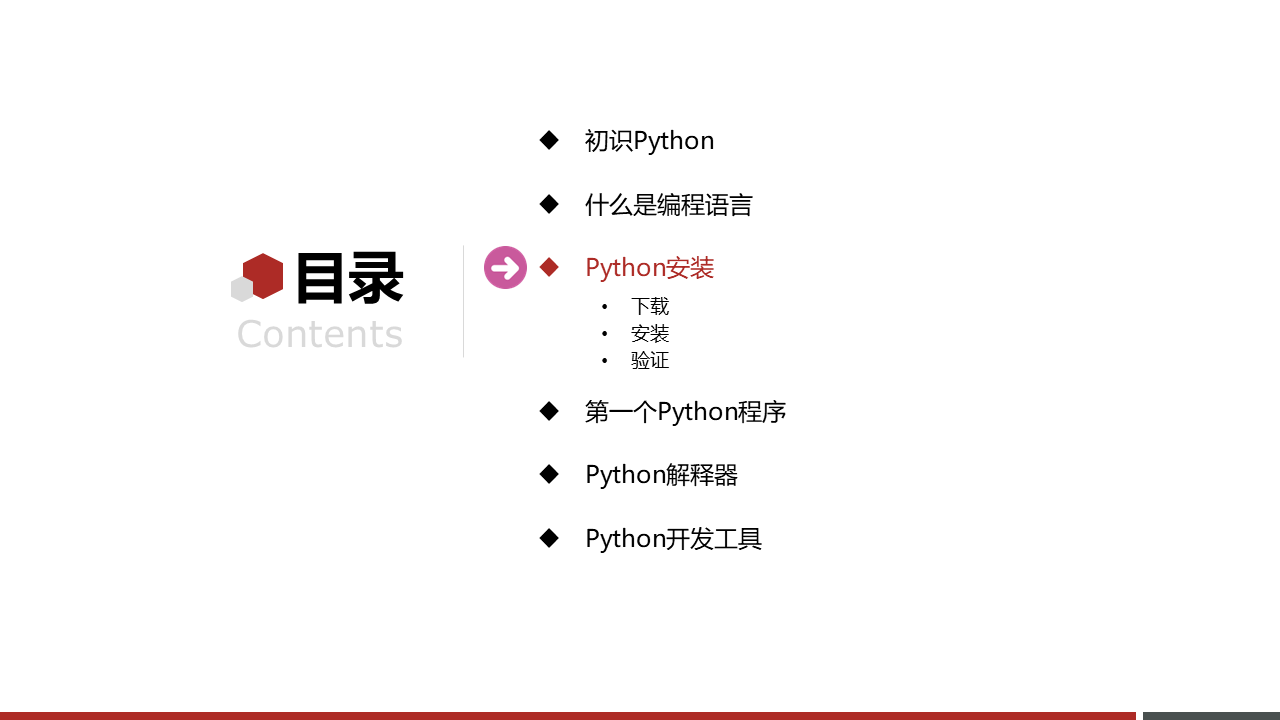 目录
Contents
初识Python
什么是编程语言
Python安装
下载
安装
验证
第一个Python程序
Python解释器
Python开发工具